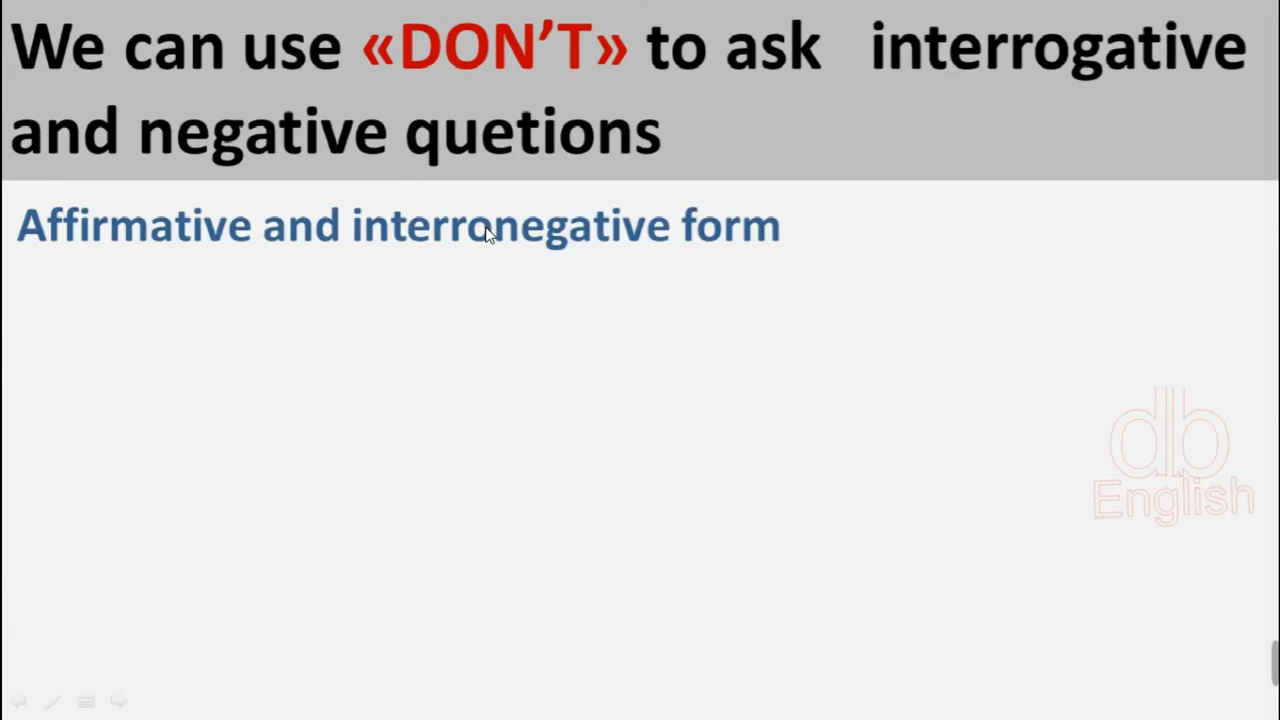 We can use «DON’T» to ask interrogative
and negative quetions
Affirmative and interronegative form
db
English